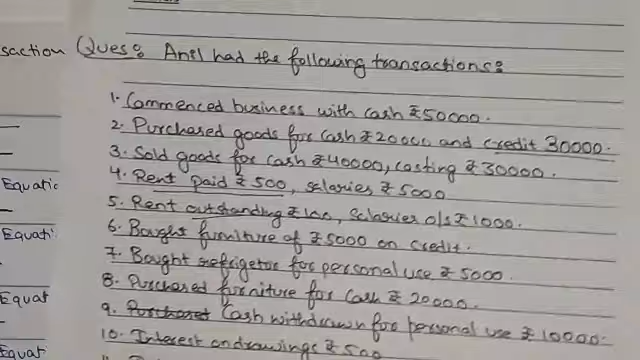 saction Ques: Anil had the following transactions:
1. Commenced business with cash ₹50000.
2. Purchased goods for cash ₹20000 and credit 30000.
3. Sold goods for cash ₹40000, costing ₹30000.
4. Rent paid ₹500, salaries ₹5000
5. Rent outstanding ₹100, Salaries o/s ₹1000.
Equatio
6. Bought furniture of ₹5000 on credit.
Equati
7. Bought refrigetor for personal use ₹5000.
8. Purchased furniture for cash ₹20000.
Equat
9. Purchased Cash withdrawn for personal use ₹10000.
10. Interest on drawings ₹500
Equat